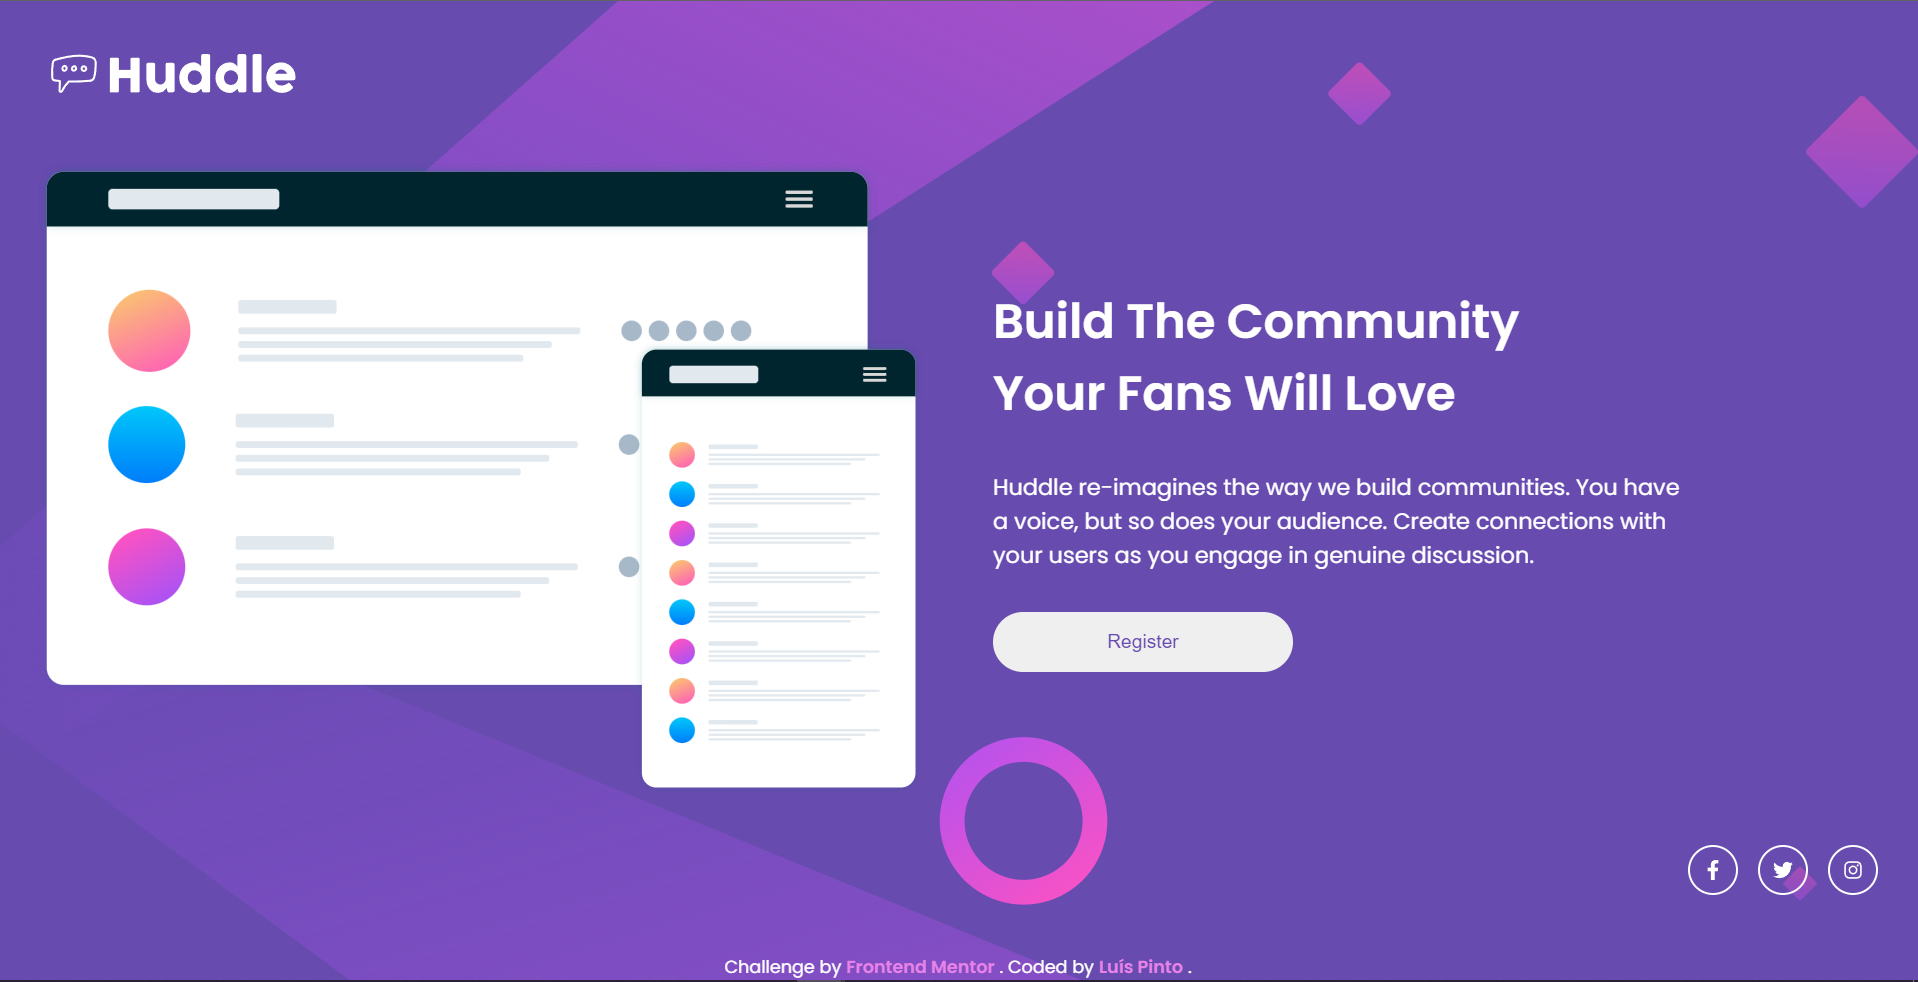 Huddle
Build The Community
Your Fans Will Love
Huddle re-imagines the way we build communities. You have
a voice, but so does your audience. Create connections with
your users as you engage in genuine discussion.
Register
Challenge by Frontend Mentor . Coded by Luís Pinto .